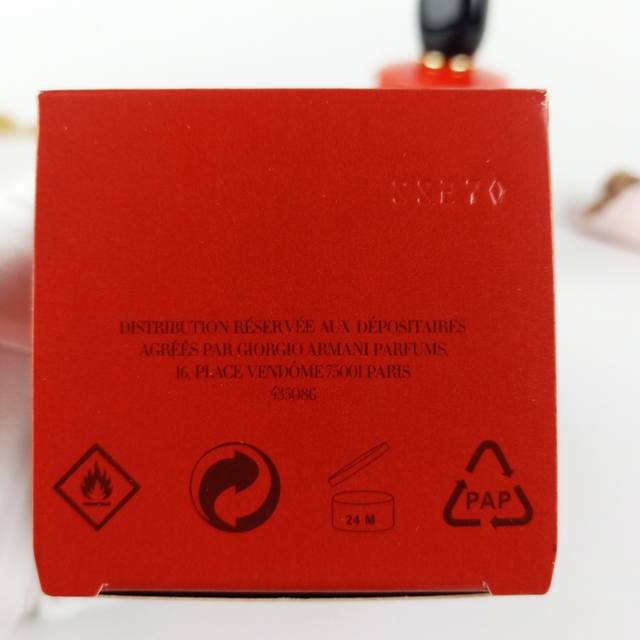 DISTRIBUTION RÉSERVÉE AUX DÉPOSITAIRES
AGRÉÉS PAR GIORGIO ARMANI PARFUMS,
16, PLACE VENDÔME 75001 PARIS
435086
24 M
PAP